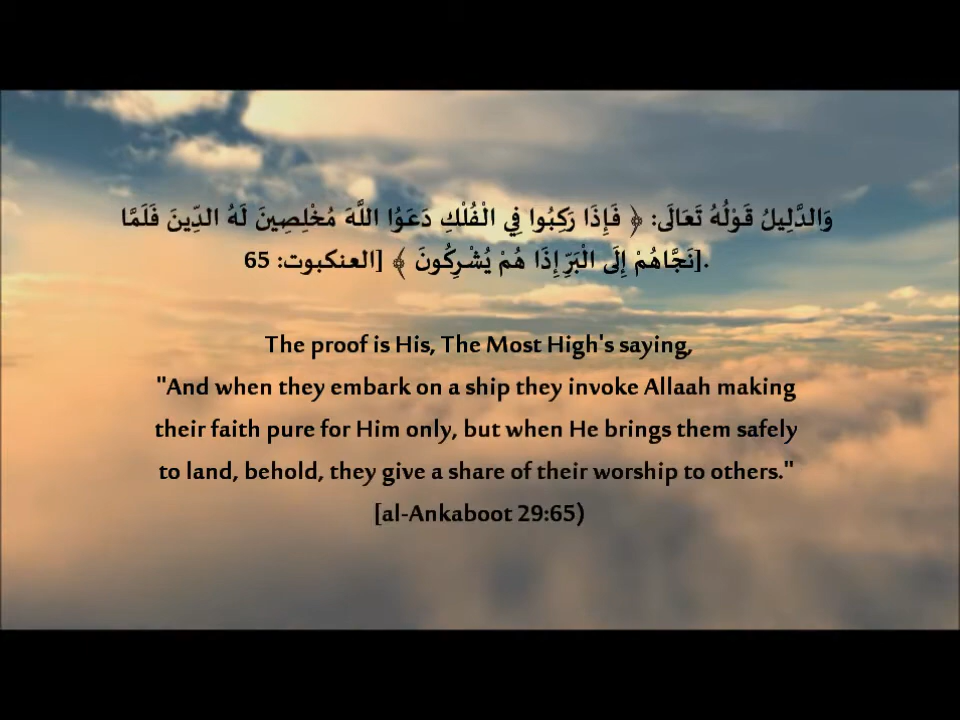 وَالدَّلِيلُ قَوْلُهُ تَعَالَى: ﴿ فَإِذَا رَكِبُوا فِي الْفُلْكِ دَعَوُا اللَّهَ مُخْلِصِينَ لَهُ الدِّينَ فَلَمَّا
نَجَّاهُمْ إِلَى الْبَرِّ إِذَا هُمْ يُشْرِكُونَ ﴾ [العنكبوت: 65].
The proof is His, The Most High's saying,
"And when they embark on a ship they invoke Allaah making
their faith pure for Him only, but when He brings them safely
to land, behold, they give a share of their worship to others."
[al-Ankaboot 29:65)